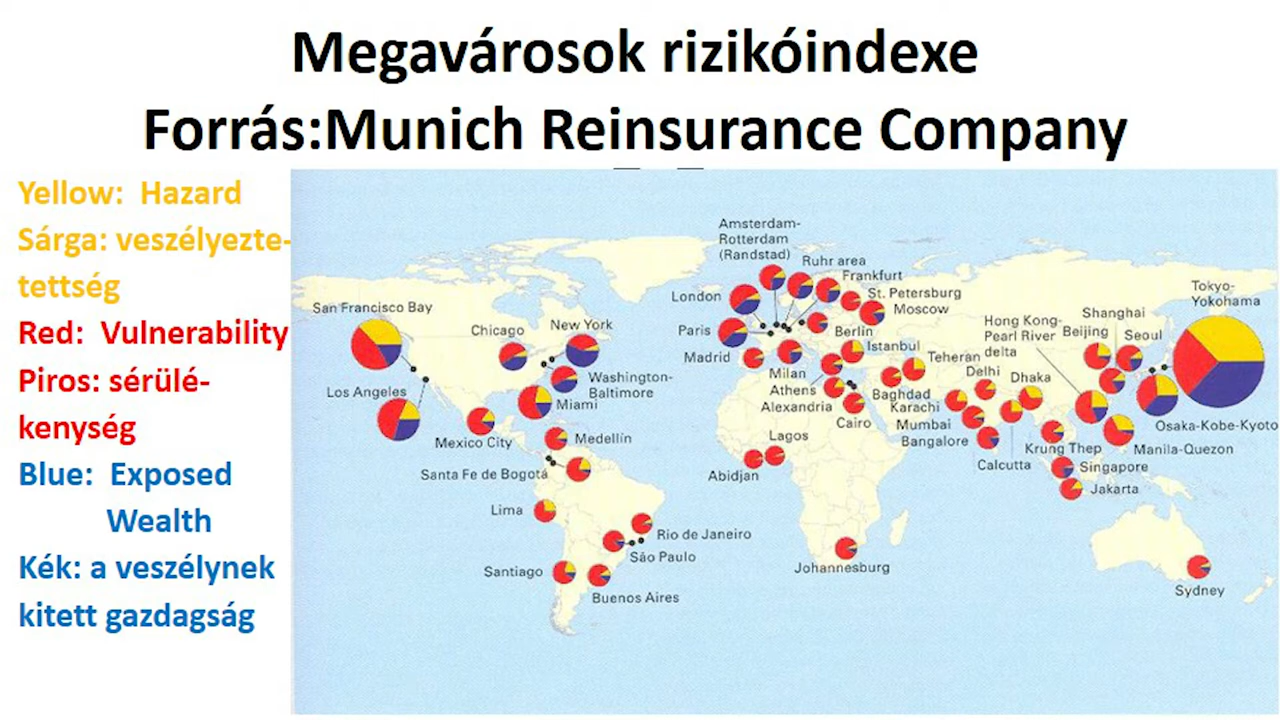 Megavárosok rizikóindexe
Forrás:Munich Reinsurance Company
Yellow: Hazard
Sárga: veszélyezte-
tettség
Red: Vulnerability
Piros: sérülé-
kenység
Blue: Exposed
Wealth
Kék: a veszélynek
kitett gazdagság
Amsterdam-
Rotterdam
(Randstad)
Ruhr area
Frankfurt
London
St. Petersburg
Moscow
Paris
Berlin
Madrid
Istanbul
Milan
Teheran
Athens
Baghdad
Alexandria
Cairo
Karachi
Delhi
Dhaka
Mumbai
Bangalore
Calcutta
Hong Kong-
Pearl River
delta
Beijing
Shanghai
Seoul
Tokyo-
Yokohama
Osaka-Kobe-Kyoto
Manila-Quezon
Krung Thep
Singapore
Jakarta
San Francisco Bay
Chicago
New York
Los Angeles
Washington-
Baltimore
Miami
Mexico City
Medellín
Santa Fe de Bogotá
Lagos
Abidjan
Lima
Rio de Janeiro
São Paulo
Santiago
Buenos Aires
Johannesburg
Sydney